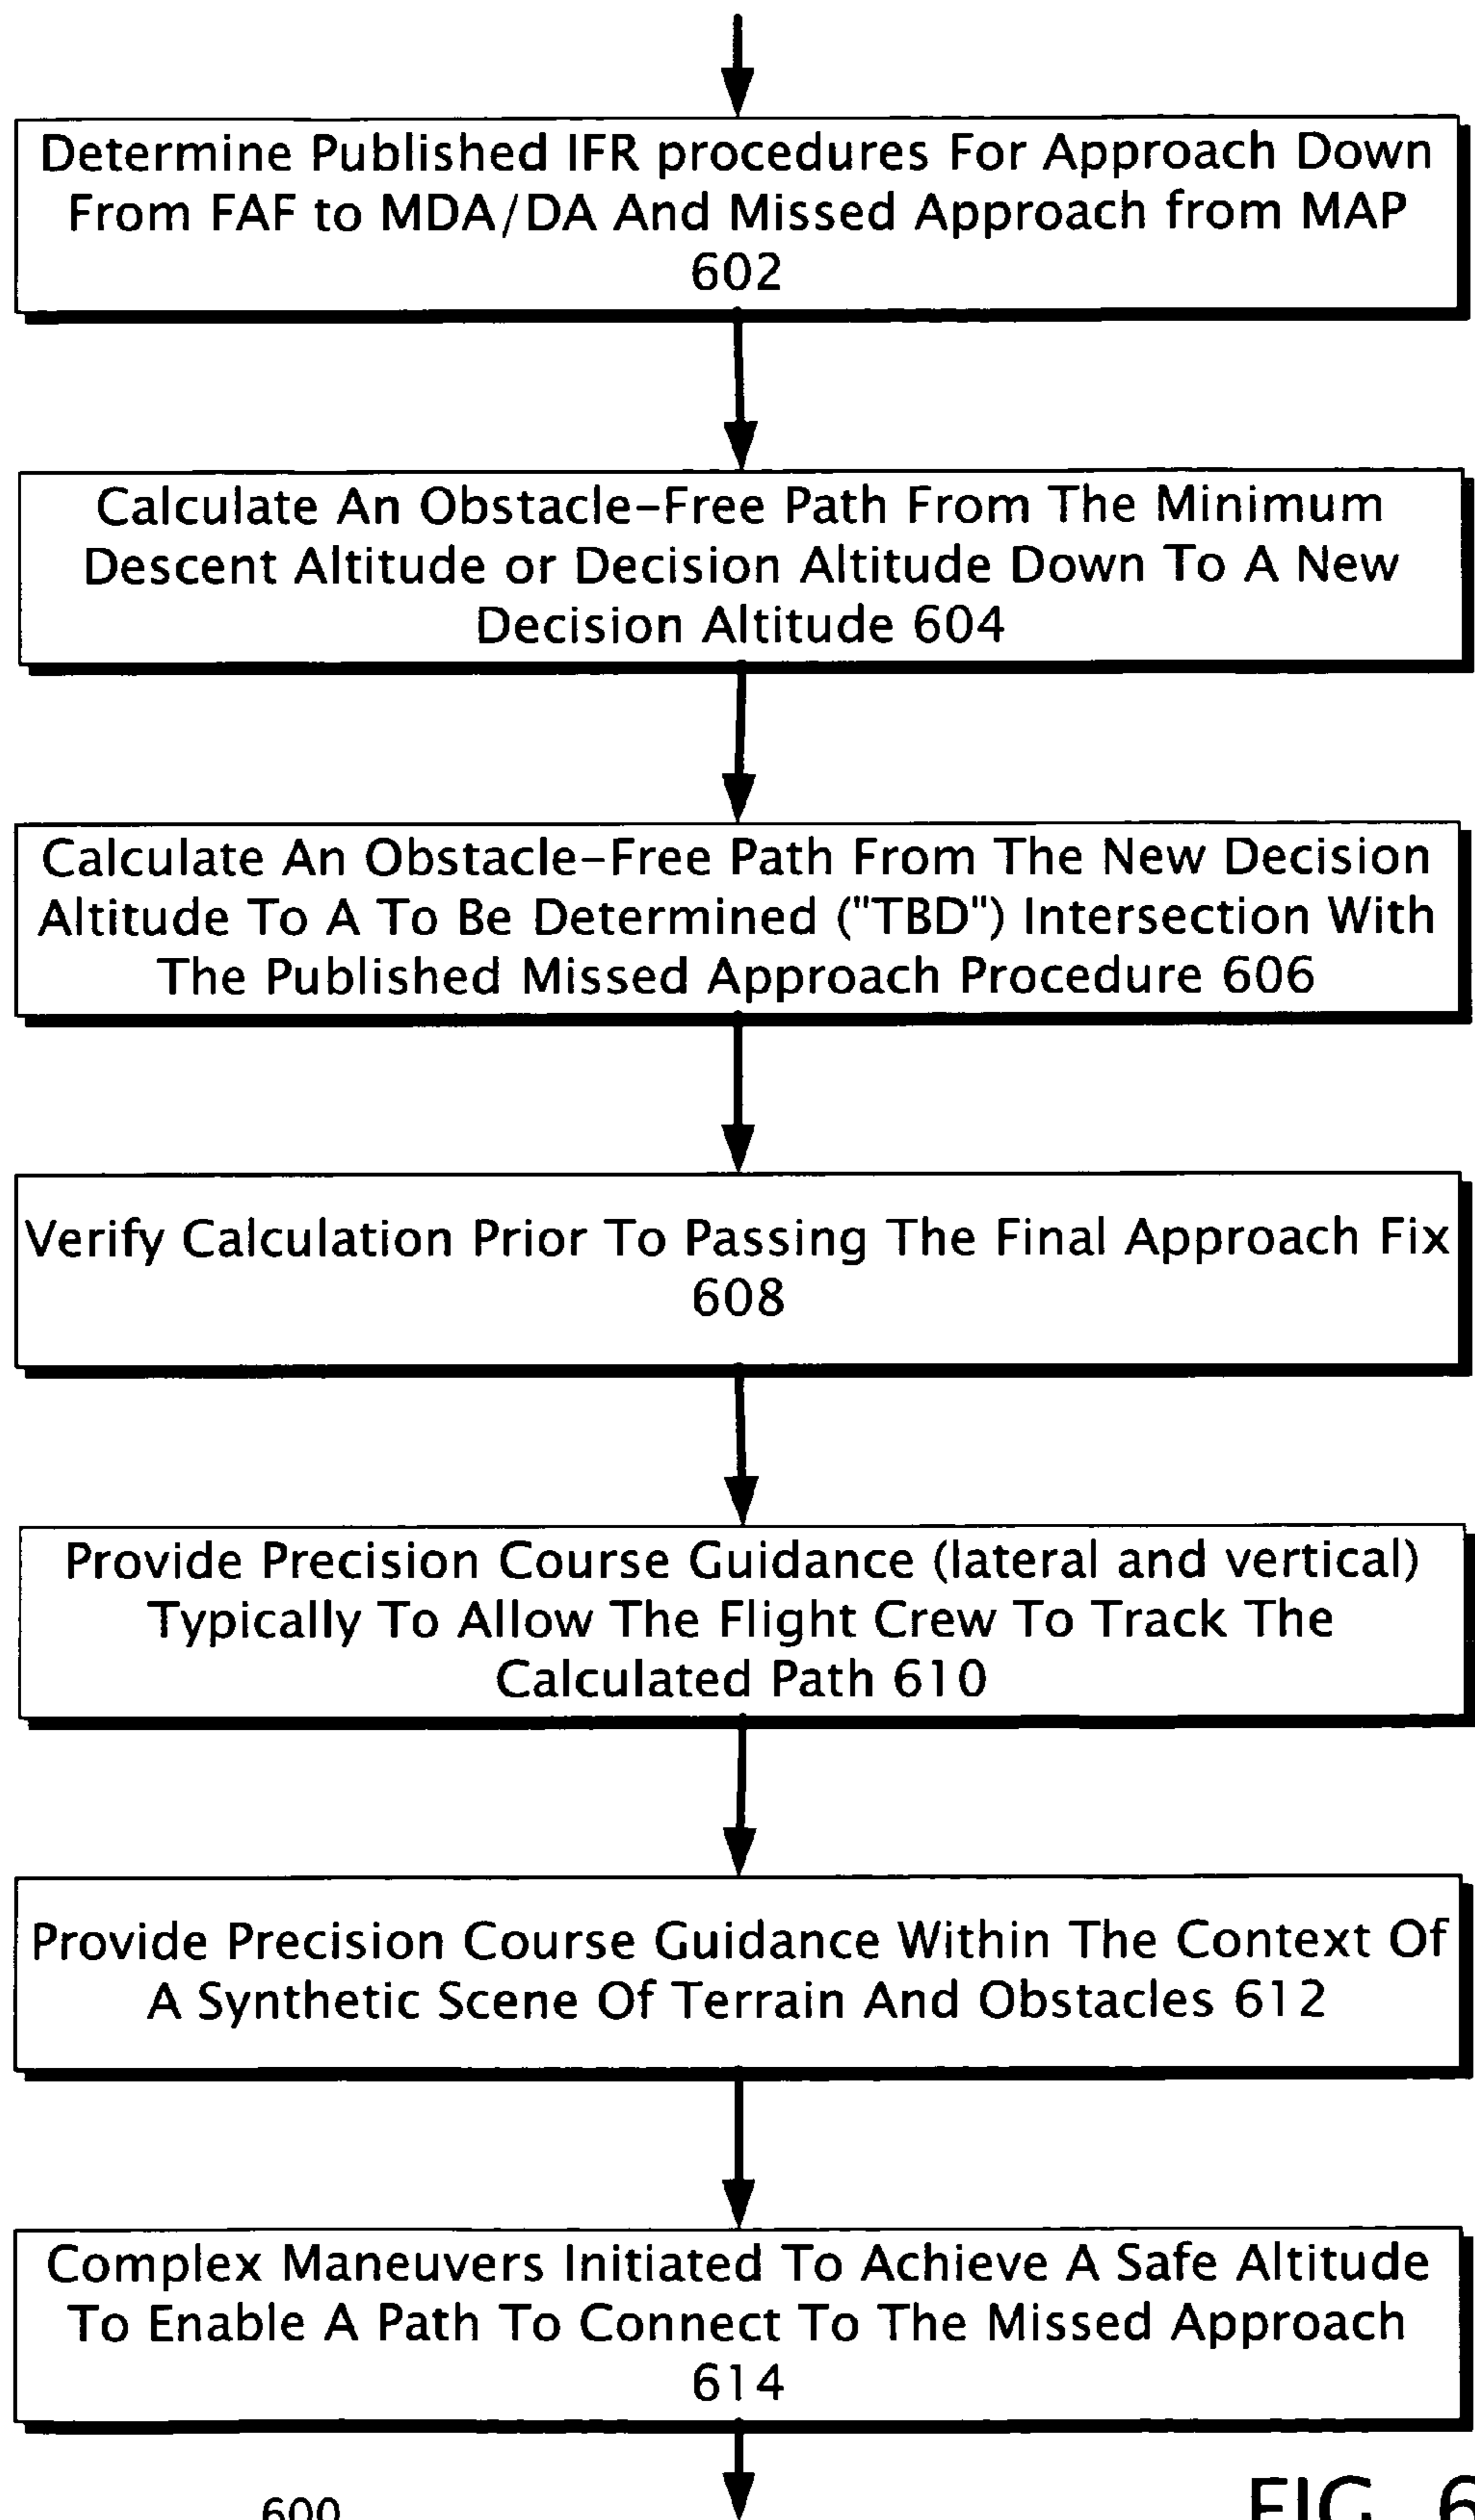 Determine Published IFR procedures For Approach Down
From FAF to MDA/DA And Missed Approach from MAP
602
Calculate An Obstacle-Free Path From The Minimum
Descent Altitude or Decision Altitude Down To A New
Decision Altitude 604
Calculate An Obstacle-Free Path From The New Decision
Altitude To A To Be Determined ("TBD") Intersection With
The Published Missed Approach Procedure 606
Verify Calculation Prior To Passing The Final Approach Fix
608
Provide Precision Course Guidance (lateral and vertical)
Typically To Allow The Flight Crew To Track The
Calculated Path 610
Provide Precision Course Guidance Within The Context Of
A Synthetic Scene Of Terrain And Obstacles 612
Complex Maneuvers Initiated To Achieve A Safe Altitude
To Enable A Path To Connect To The Missed Approach
614
600
FIG. 6